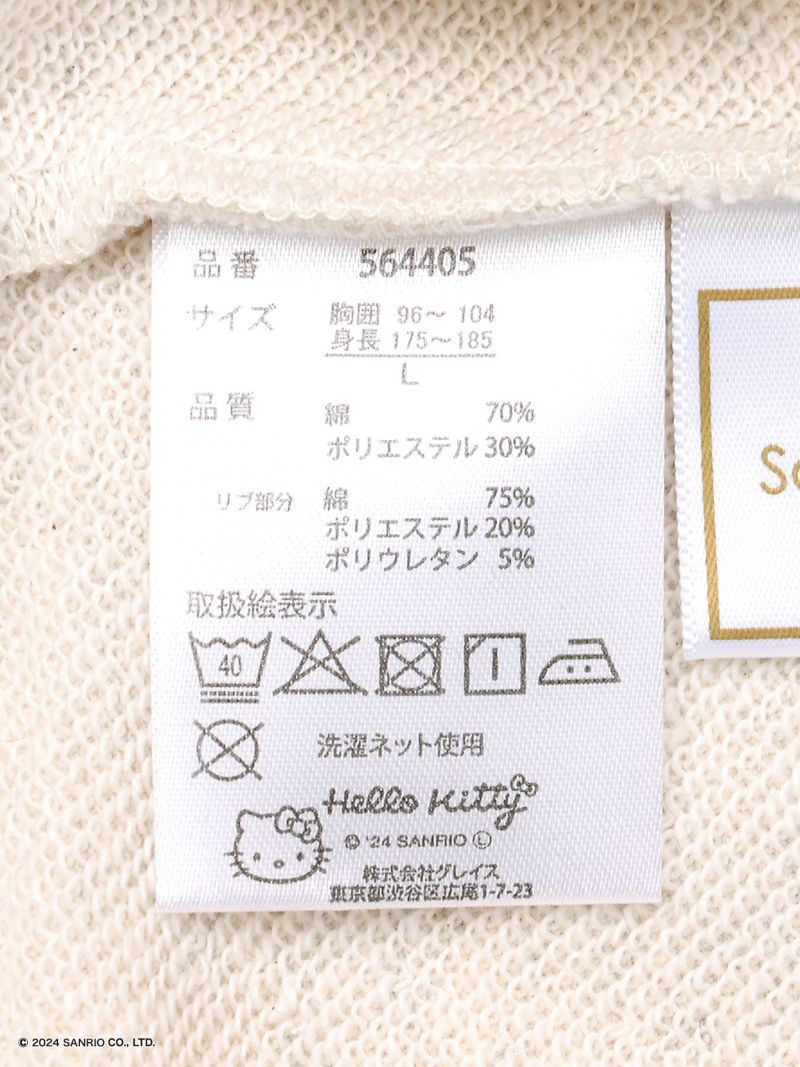 品番 564405
サイズ 胸囲 96～104
身長 175～185
L
品質 綿 70%
ポリエステル 30%
リブ部分 綿 75%
ポリエステル 20%
ポリウレタン 5%
取扱絵表示
40
洗濯ネット使用
Hello Kitty
© '24 SANRIO Ⓛ
株式会社グレイス
東京都渋谷区広尾1-7-23
© 2024 SANRIO CO., LTD.